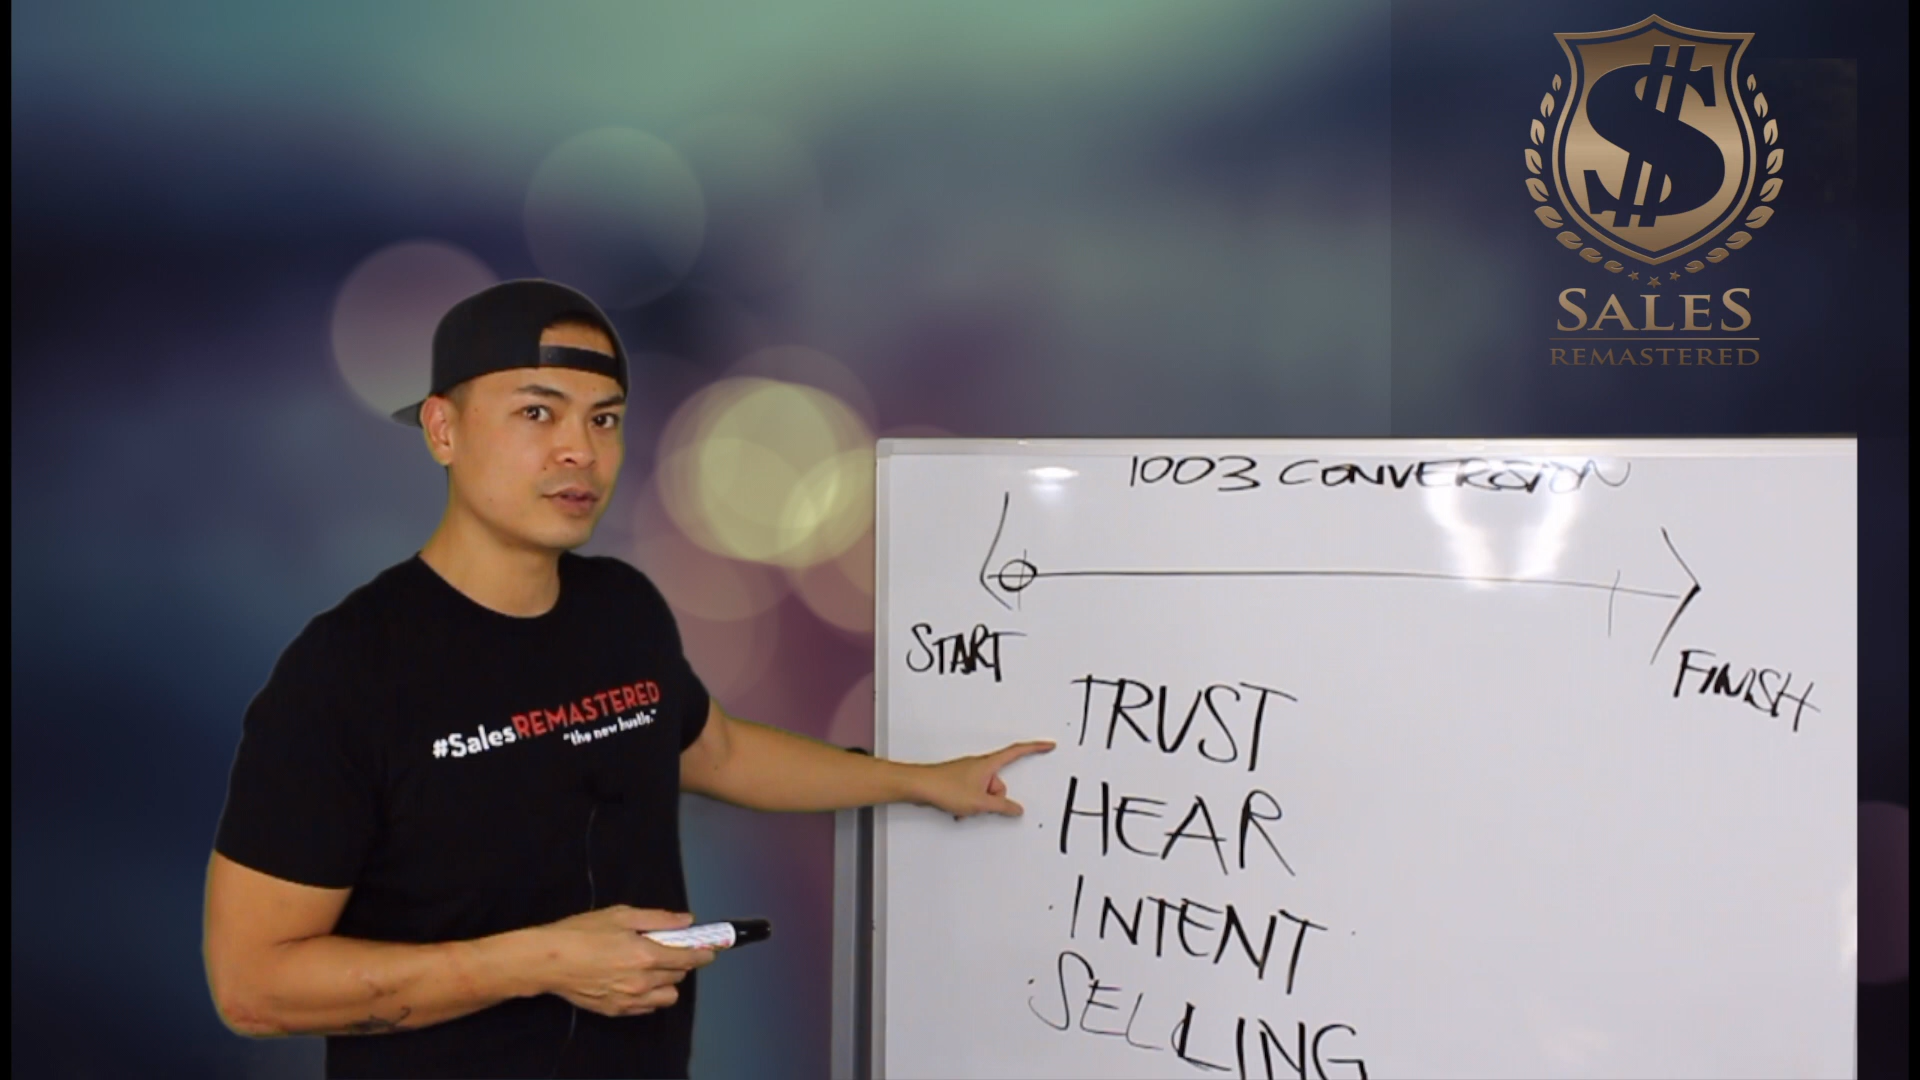 SALES
REMASTERED
1003 CONVERSION
START
FINISH
#SalesREMASTERED
"the new hustle."
TRUST
HEAR
INTENT
SELLING